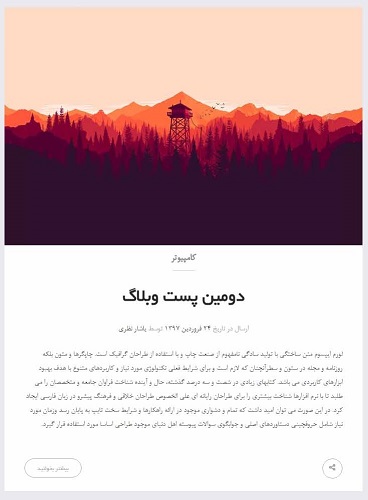 کامپیوتر
دومین پست وبلاگ
ارسال در تاریخ ۲۴ فروردین ۱۳۹۷ توسط یاشار نظری
لورم ایپسوم متن ساختگی با تولید سادگی نامفهوم از صنعت چاپ و با استفاده از طراحان گرافیک است. چاپگرها و متون بلکه
روزنامه و مجله در ستون و سطرآنچنان که لازم است و برای شرایط فعلی تکنولوژی مورد نیاز و کاربردهای متنوع با هدف بهبود
ابزارهای کاربردی می باشد. کتابهای زیادی در شصت و سه درصد گذشته، حال و آینده شناخت فراوان جامعه و متخصصان را می
طلبد تا با نرم افزارها شناخت بیشتری را برای طراحان رایانه ای علی الخصوص طراحان خلاقی و فرهنگ پیشرو در زبان فارسی ایجاد
کرد. در این صورت می توان امید داشت که تمام و دشواری موجود در ارائه راهکارها و شرایط سخت تایپ به پایان رسد وزمان مورد
نیاز شامل حروفچینی دستاوردهای اصلی و جوابگوی سوالات پیوسته اهل دنیای موجود طراحی اساسا مورد استفاده قرار گیرد.
بیشتر بخوانید